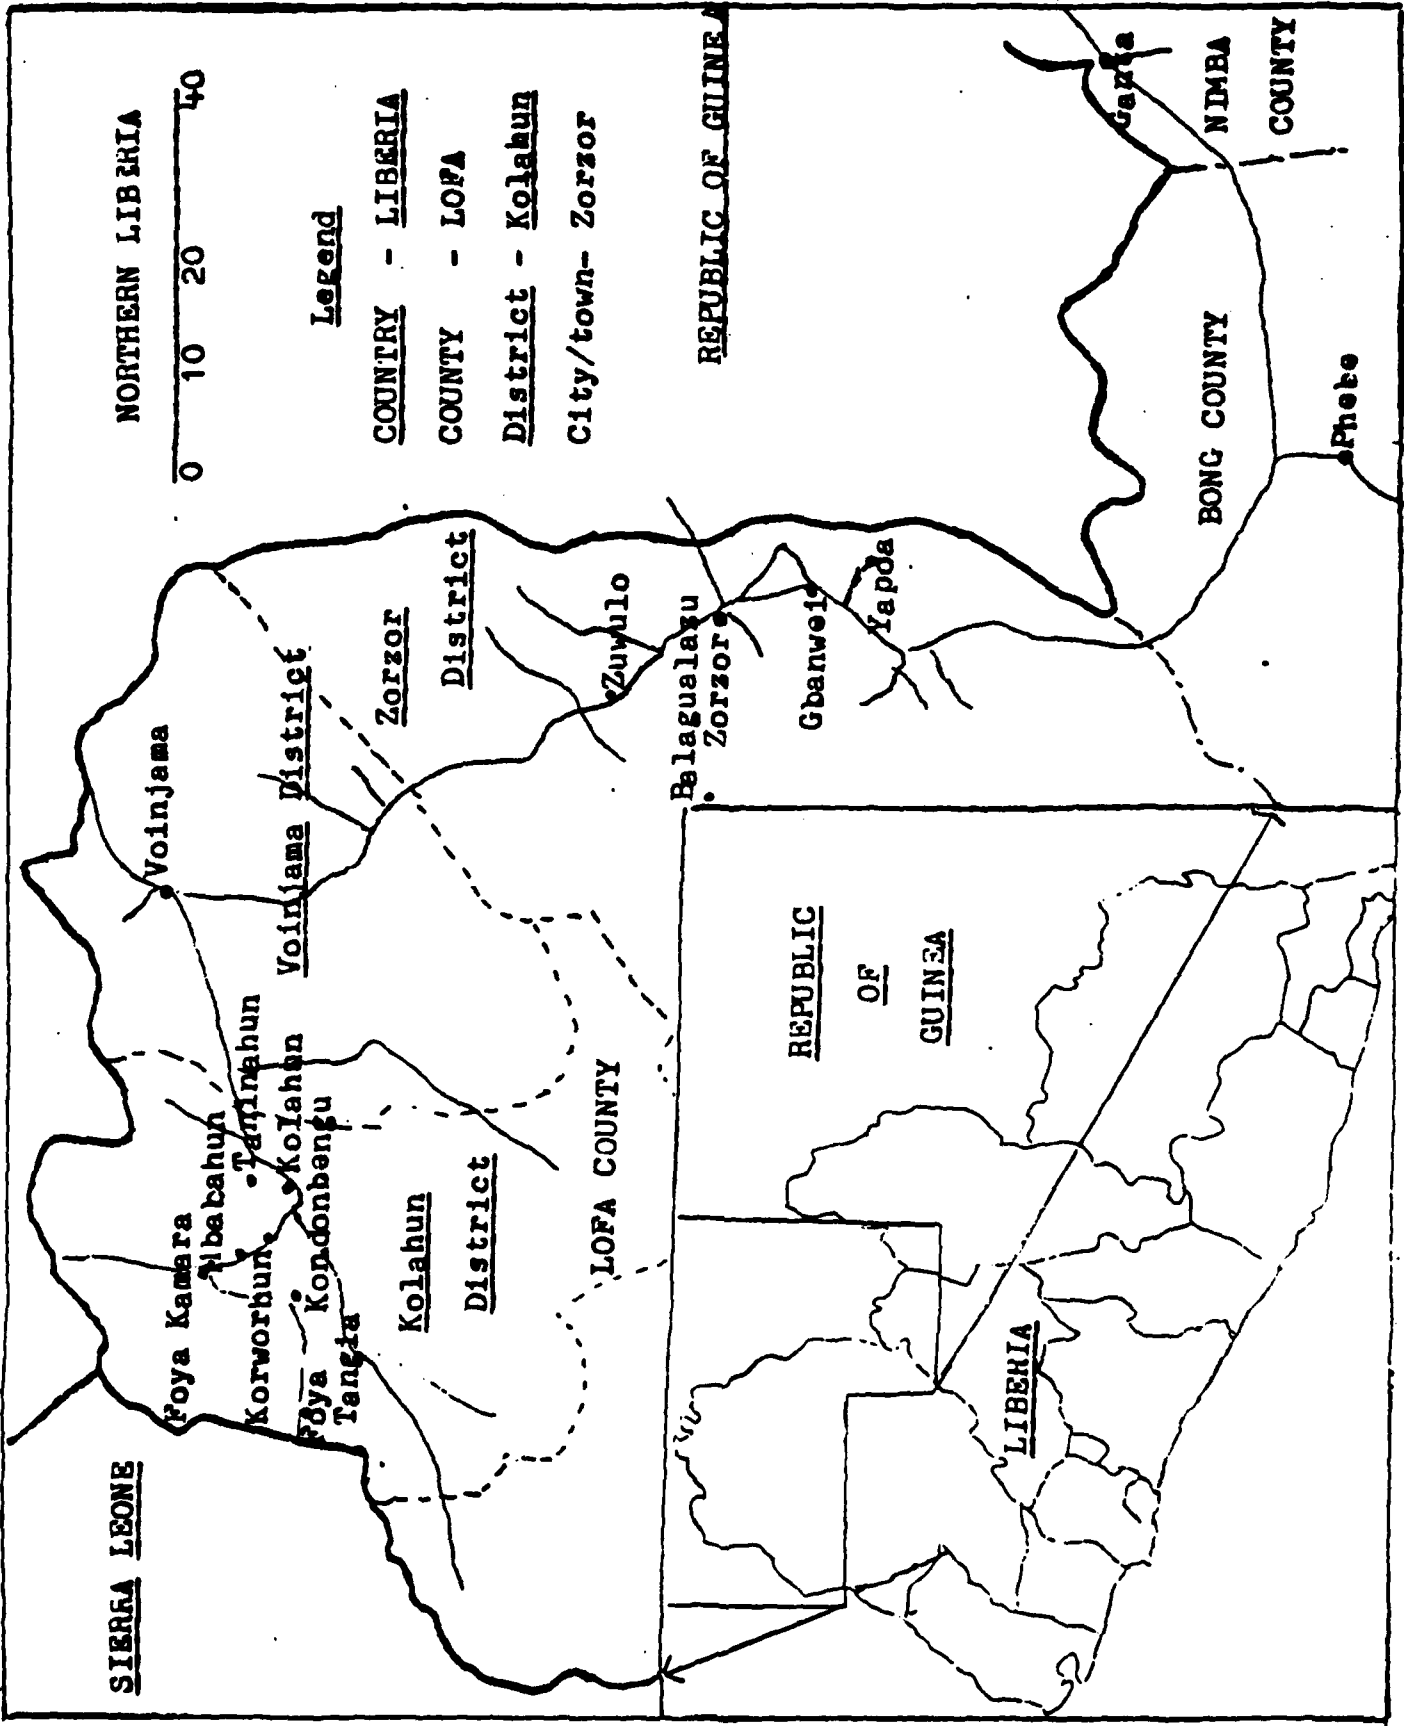 NORTHERN LIBERIA
0 10 20 40
Legend
COUNTRY - LIBERIA
COUNTY - LOFA
District - Kolahun
City/town- Zorzor
REPUBLIC OF GUINEA
SIERRA LEONE
Voinjama
Voinjama District
Zorzor
District
Foya Kamara
Taninahun
Kolahun
Korworhun
Foya Kondonbengu
Tangia
Kolahun
District
LOFA COUNTY
Zuwulo
Balagualazu
Zorzor
Gbanwei
Yapoa
Ganta
NIMBA
COUNTY
BONG COUNTY
Phebe
REPUBLIC
OF
GUINEA
LIBERIA